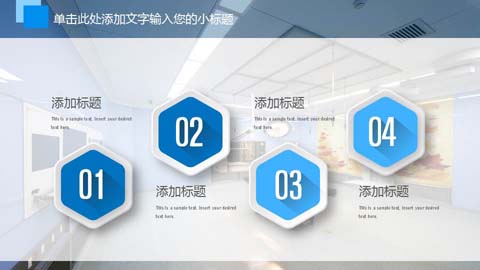 单击此处添加文字输入您的小标题
添加标题
This is a sample text. Insert your desired
text here.
01
02
添加标题
This is a sample text. Insert your desired
text here.
添加标题
This is a sample text. Insert your desired
text here.
03
04
添加标题
This is a sample text. Insert your desired
text here.